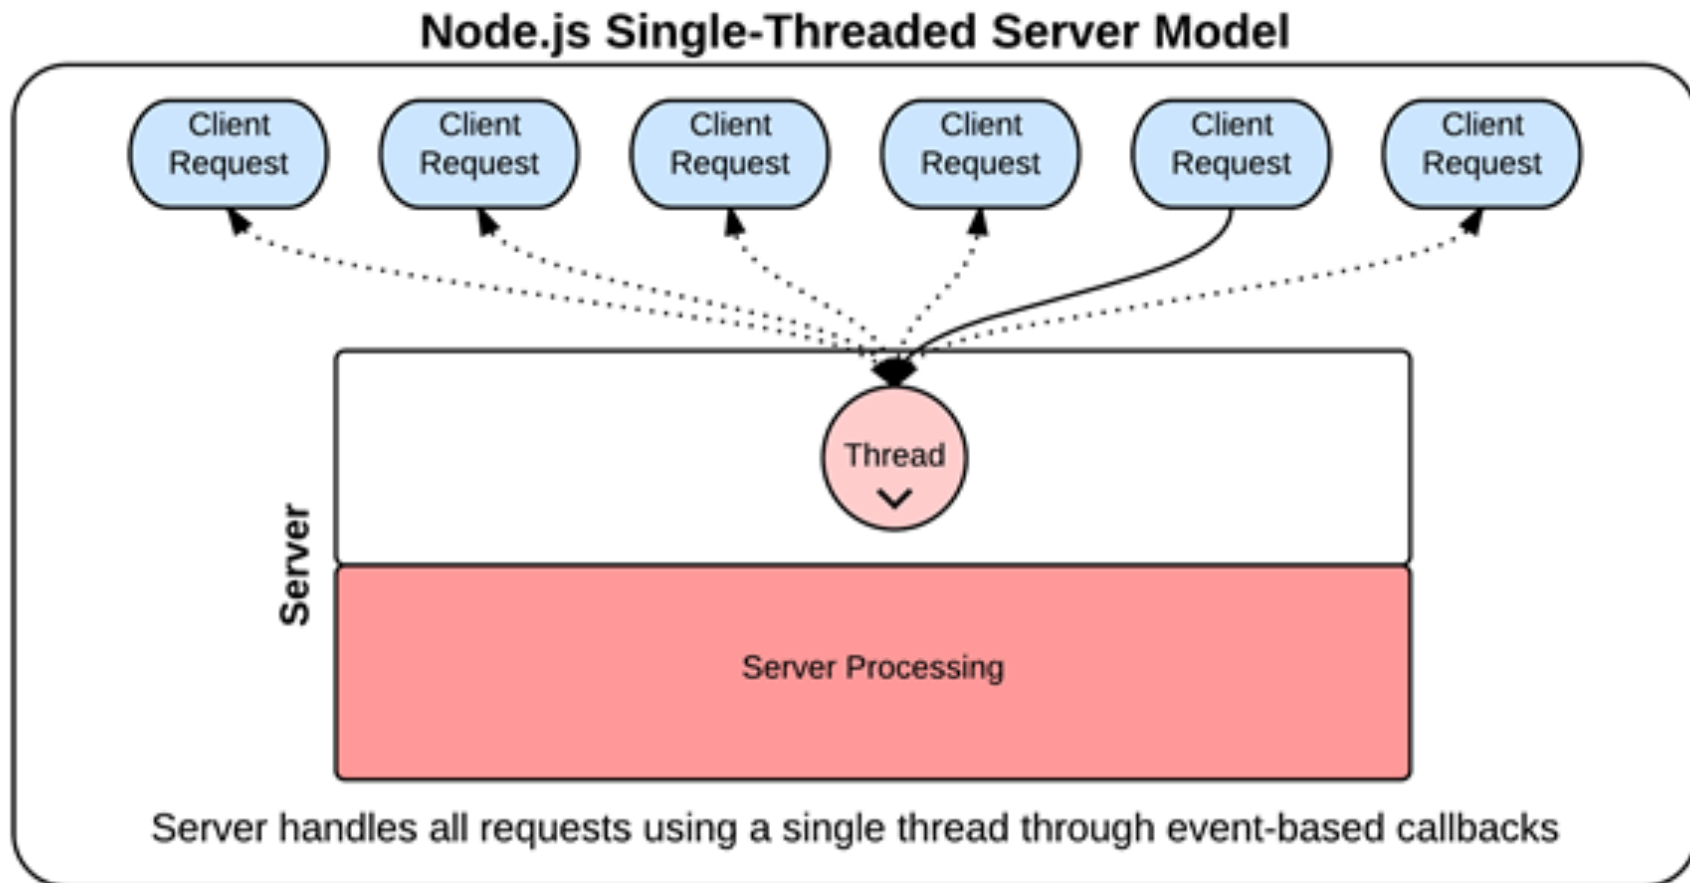 Node.js Single-Threaded Server Model
Client
Request
Client
Request
Client
Request
Client
Request
Client
Request
Client
Request
Thread
Server
Server Processing
Server handles all requests using a single thread through event-based callbacks